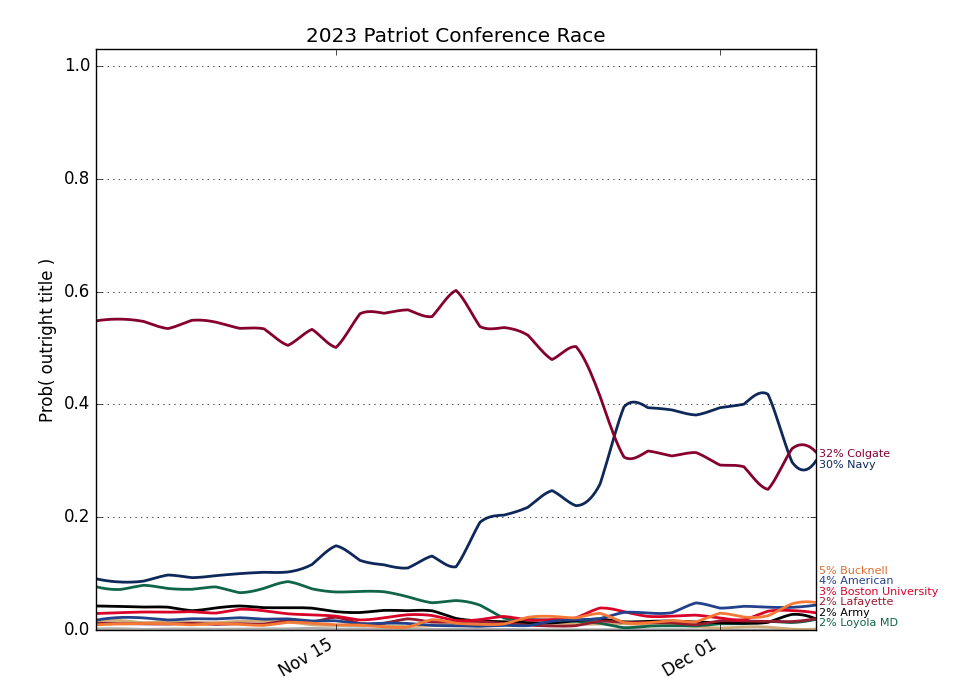 2023 Patriot Conference Race
1.0
0.8
0.6
0.4
0.2
0.0
Prob( outright title )
Nov 15
Dec 01
32% Colgate
30% Navy
5% Bucknell
4% American
3% Boston University
2% Lafayette
2% Army
2% Loyola MD